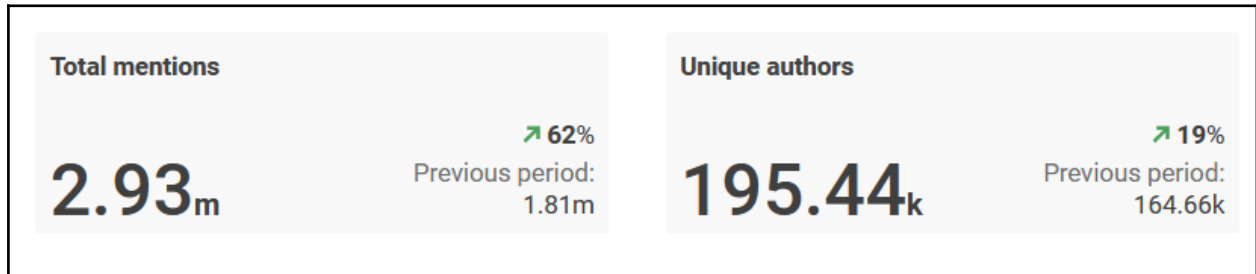 Total mentions
62%
Previous period:
2.93m
1.81m
Unique authors
19%
Previous period:
195.44k
164.66k